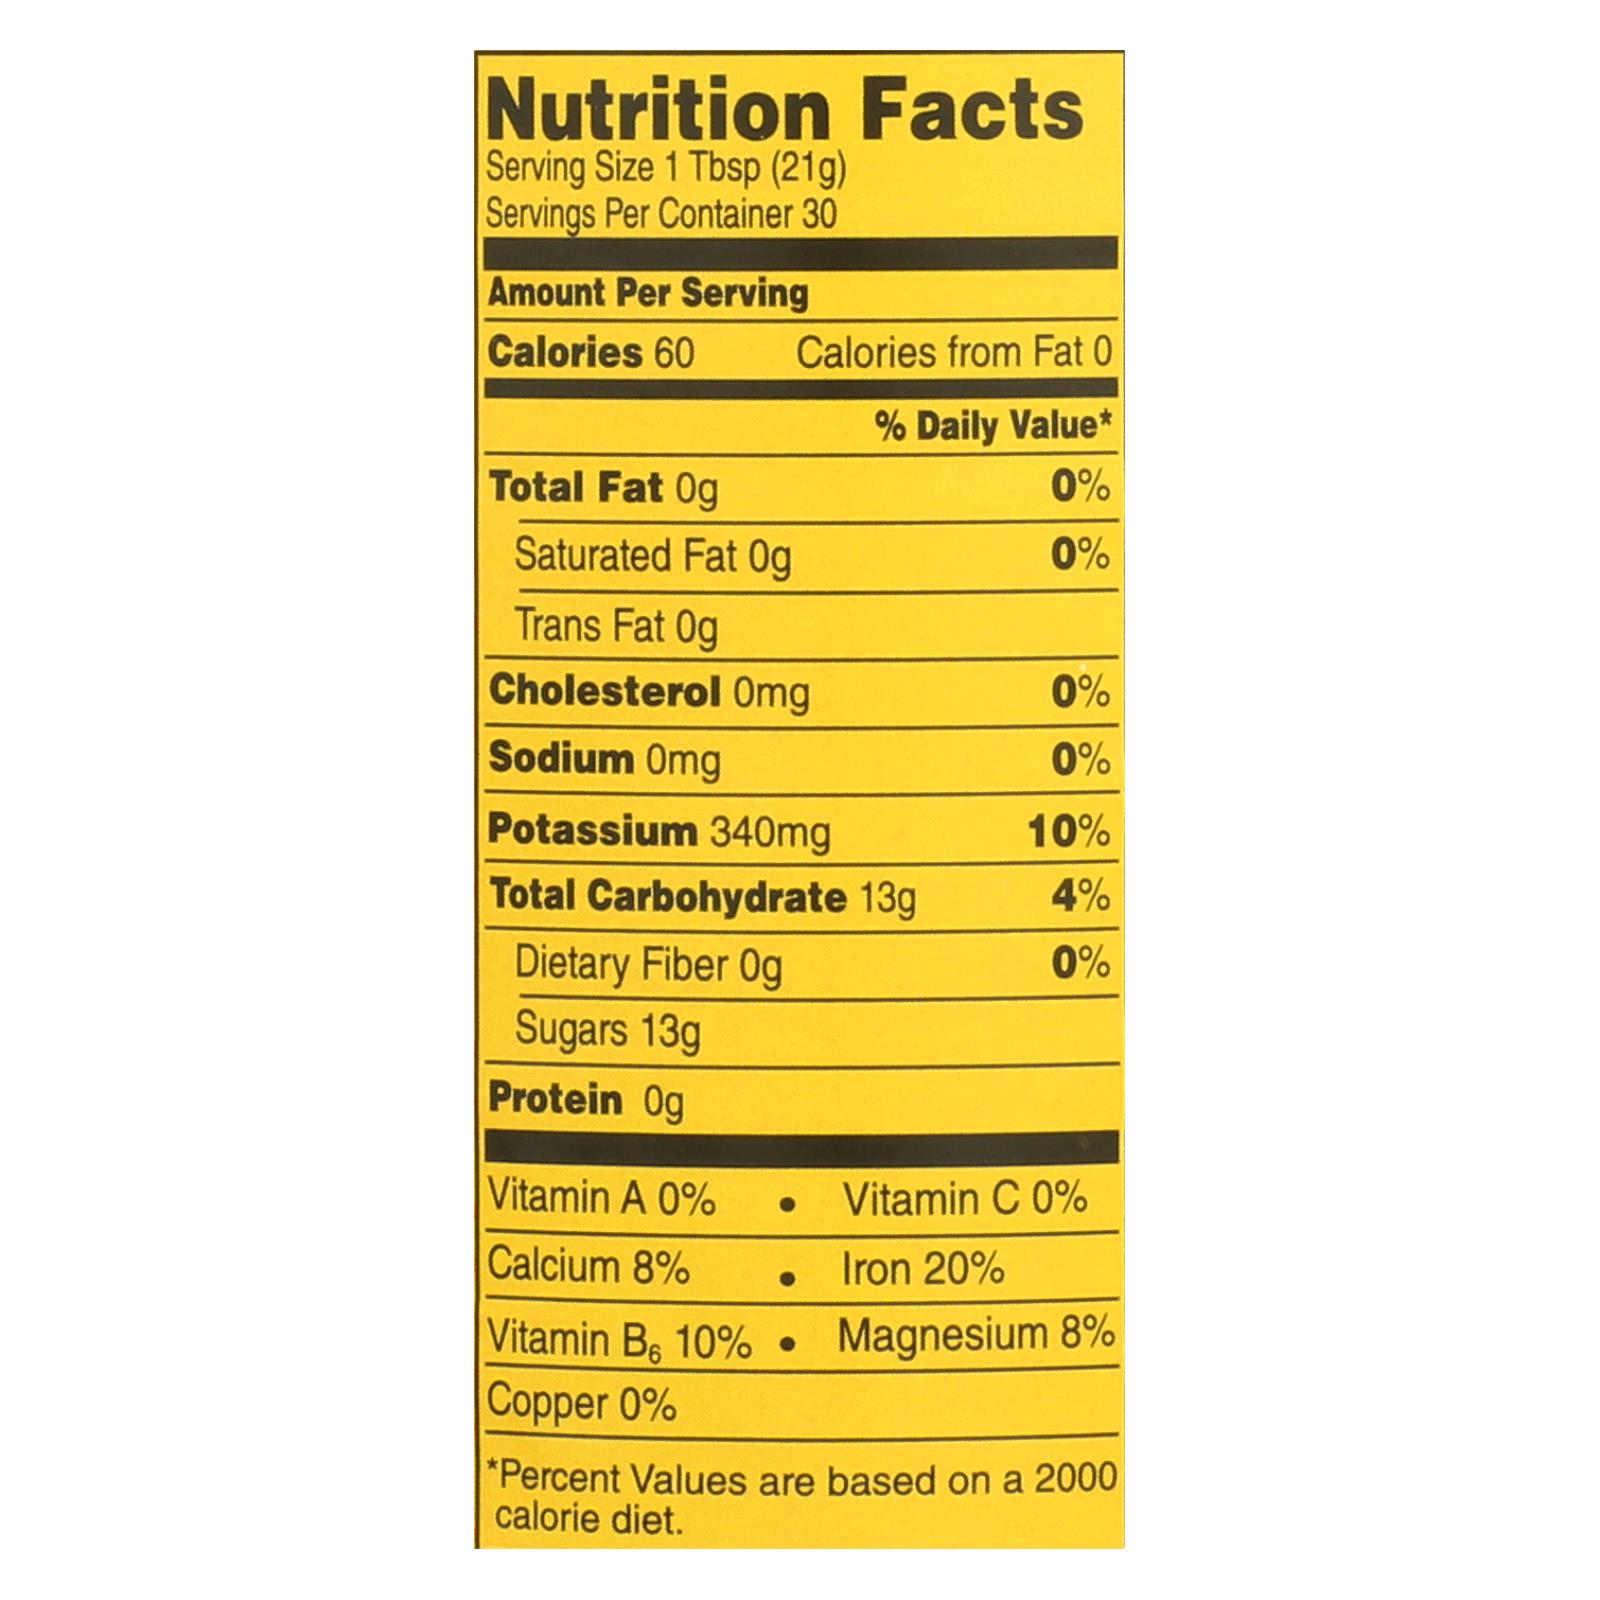 Nutrition Facts
Serving Size 1 Tbsp (21g)
Servings Per Container 30
Amount Per Serving
Calories 60 Calories from Fat 0
% Daily Value*
Total Fat 0g 0%
Saturated Fat 0g 0%
Trans Fat 0g
Cholesterol 0mg 0%
Sodium 0mg 0%
Potassium 340mg 10%
Total Carbohydrate 13g 4%
Dietary Fiber 0g 0%
Sugars 13g
Protein 0g
Vitamin A 0% • Vitamin C 0%
Calcium 8% • Iron 20%
Vitamin B₆ 10% • Magnesium 8%
Copper 0%
*Percent Values are based on a 2000
calorie diet.